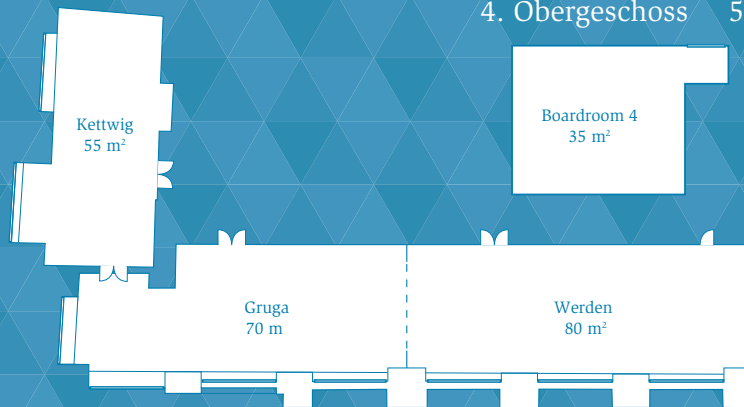 4. Obergeschoss 5
Kettwig
55 m²
Boardroom 4
35 m²
Gruga
70 m
Werden
80 m²